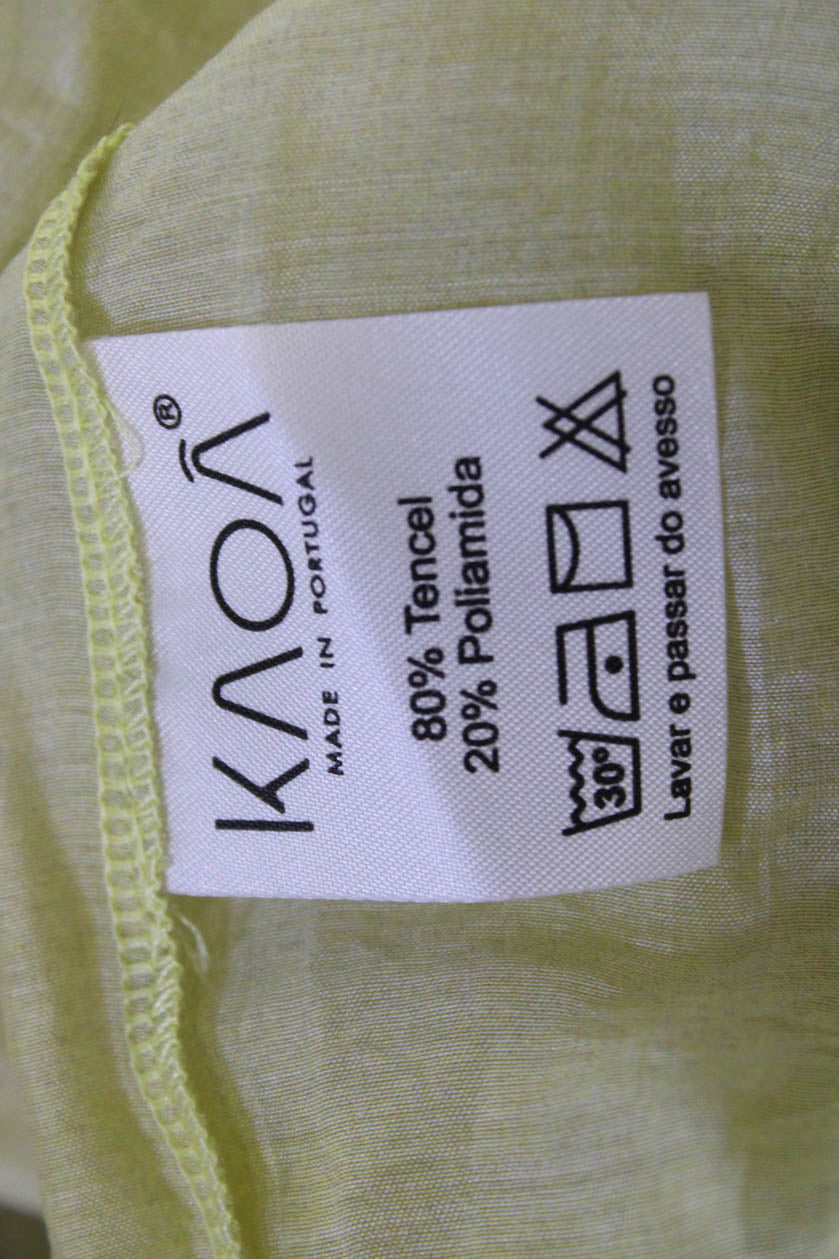 KAOÃ®
MADE IN PORTUGAL
80% Tencel
20% Poliamida
30°
Lavar e passar do avesso